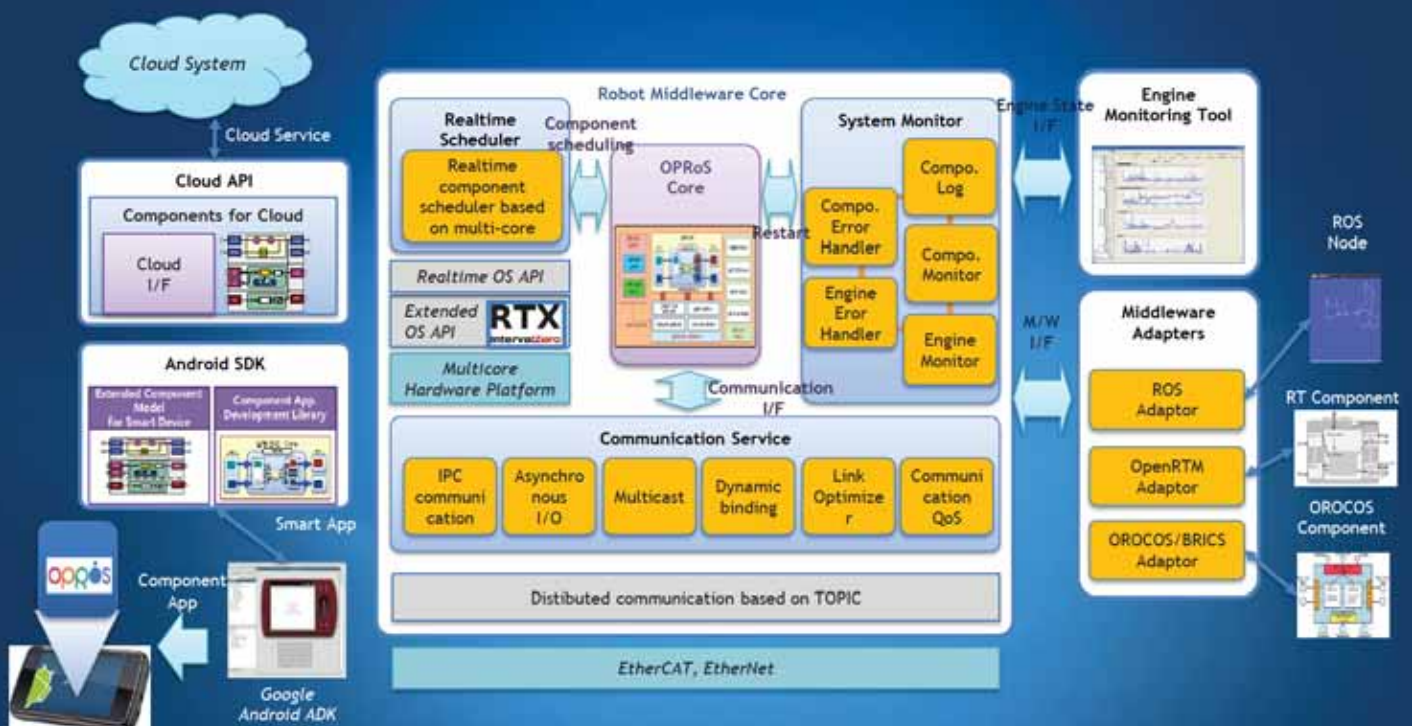 Cloud System
Cloud Service
Cloud API
Components for Cloud
Cloud
I/F
Android SDK
Extended Component
Model
for Smart Device
Component App
Development Library
Smart App
OPRoS
Component
App
Google
Android ADK
Robot Middleware Core
Realtime
Scheduler
Realtime
component
scheduler based
on multi-core
Component
scheduling
Realtime OS API
Extended
OS API
RTX
IntervalZero
Multicore
Hardware Platform
OPRoS
Core
Restart
System Monitor
Compo.
Log
Compo.
Error
Handler
Compo.
Monitor
Engine
Eror
Handler
Engine
Monitor
Communication
I/F
Communication Service
IPC
communi
cation
Asynchro
nous
I/O
Multicast
Dynamic
binding
Link
Optimize
r
Communi
cation
QoS
Distibuted communication based on TOPIC
EtherCAT, EtherNet
Engine State
I/F
Engine
Monitoring Tool
M/W
I/F
Middleware
Adapters
ROS
Adaptor
OpenRTM
Adaptor
OROCOS/BRICS
Adaptor
ROS
Node
RT Component
OROCOS
Component